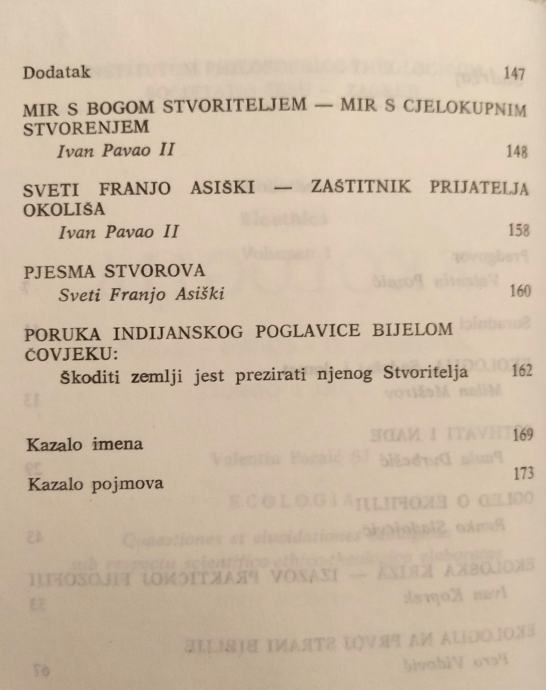 Dodatak 147
MIR S BOGOM STVORITELJEM — MIR S CJELOKUPNIM
STVORENJEM
Ivan Pavao II 148
SVETI FRANJO ASIŠKI — ZAŠTITNIK PRIJATELJA
OKOLIŠA
Ivan Pavao II 158
PJESMA STVOROVA
Sveti Franjo Asiški 160
PORUKA INDIJANSKOG POGLAVICE BIJELOM
ČOVJEKU:
Škoditi zemlji jest prezirati njenog Stvoritelja 162
Kazalo imena 169
Kazalo pojmova 173